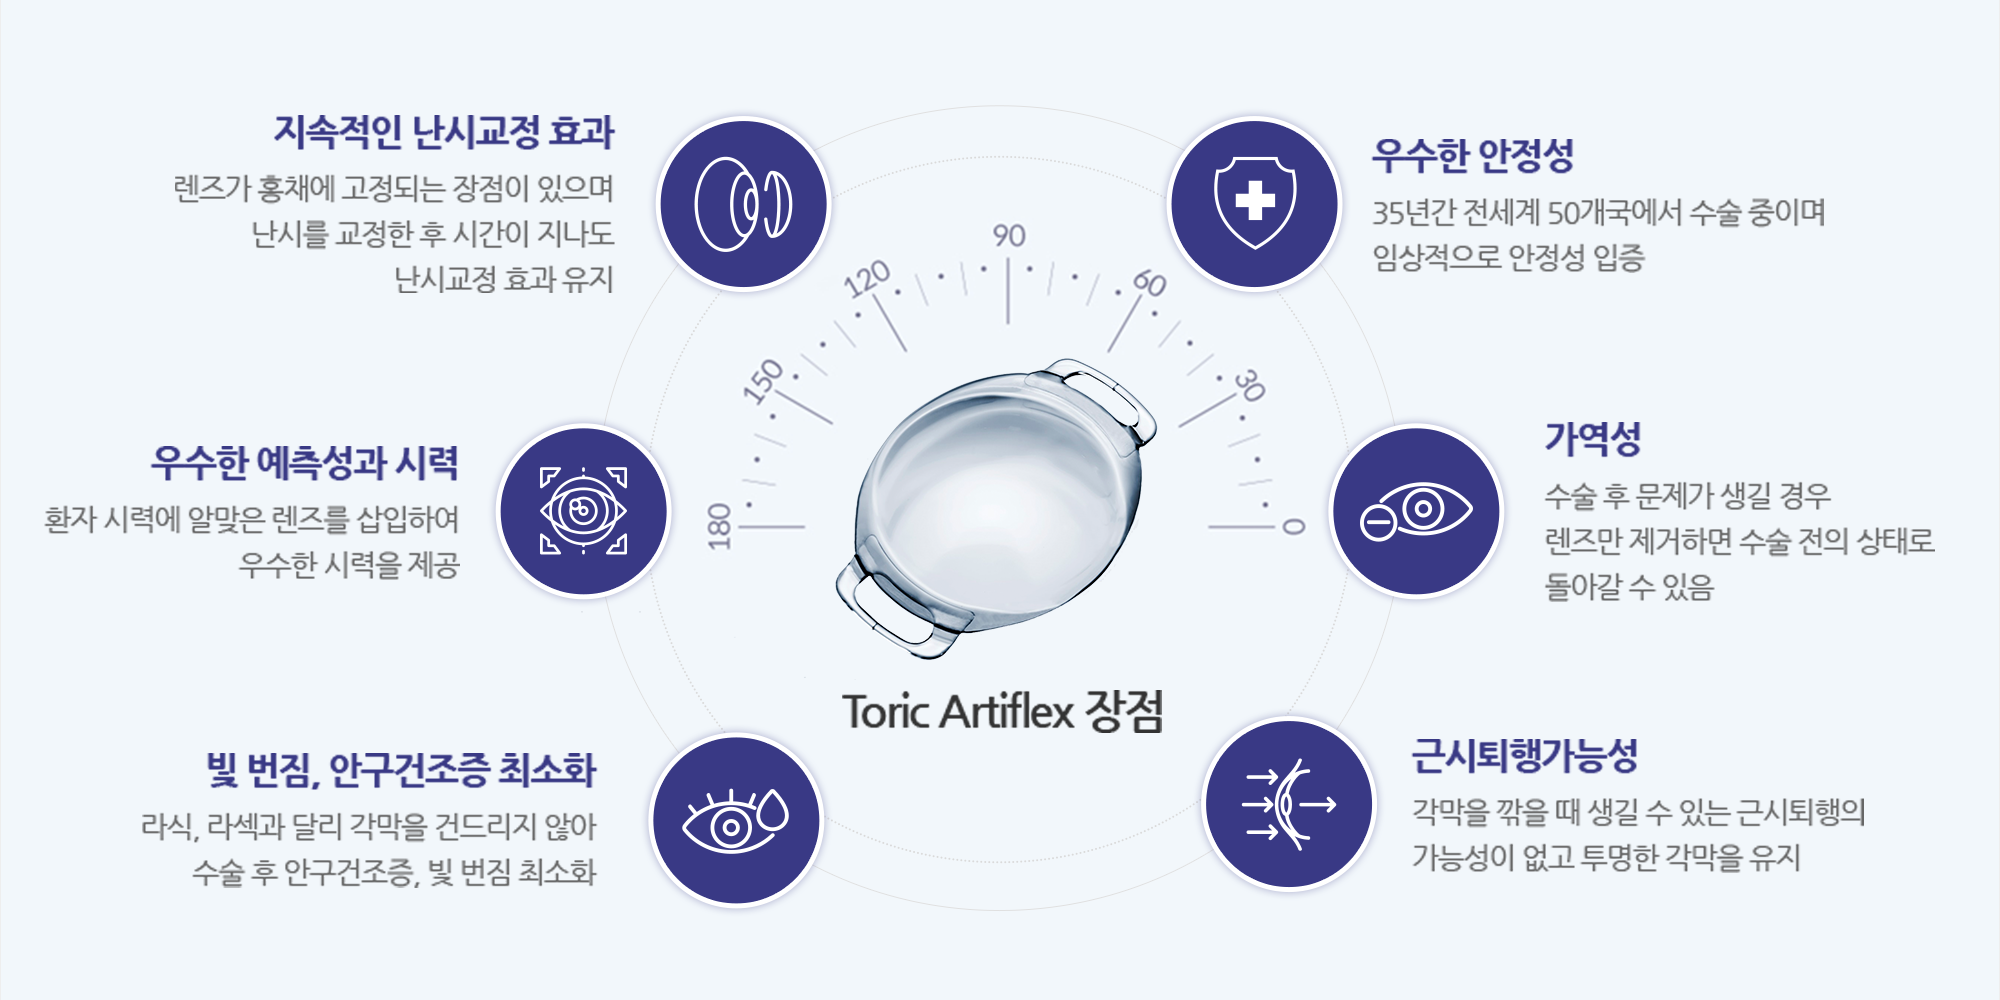 지속적인 난시교정 효과
렌즈가 홍채에 고정되는 장점이 있으며
난시를 교정한 후 시간이 지나도
난시교정 효과 유지
우수한 안정성
35년간 전세계 50개국에서 수술 중이며
임상적으로 안정성 입증
우수한 예측성과 시력
환자 시력에 알맞은 렌즈를 삽입하여
우수한 시력을 제공
180
150
120
90
60
30
0
가역성
수술 후 문제가 생길 경우
렌즈만 제거하면 수술 전의 상태로
돌아갈 수 있음
Toric Artiflex 장점
빛 번짐, 안구건조증 최소화
라식, 라섹과 달리 각막을 건드리지 않아
수술 후 안구건조증, 빛 번짐 최소화
근시퇴행가능성
각막을 깎을 때 생길 수 있는 근시퇴행의
가능성이 없고 투명한 각막을 유지